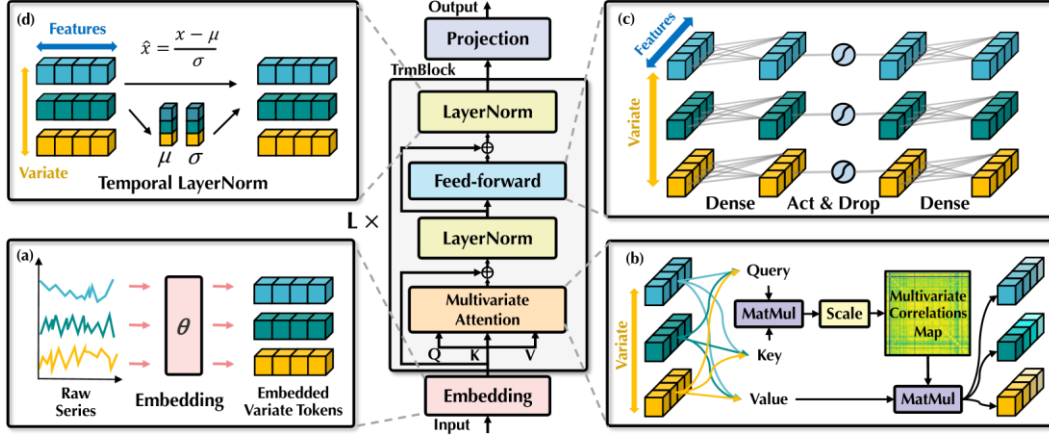 (d)
Features
x̂ = (x − μ) / σ
μ σ
Variate
Temporal LayerNorm
(a)
θ
Raw
Series
Embedding
Embedded
Variate Tokens
Output
Projection
TrmBlock
LayerNorm
Feed-forward
L ×
LayerNorm
Multivariate
Attention
Q K V
Embedding
Input
(c)
Features
Variate
Dense Act & Drop Dense
(b)
Variate
Query
MatMul
Scale
Key
Value
Multivariate
Correlations
Map
MatMul